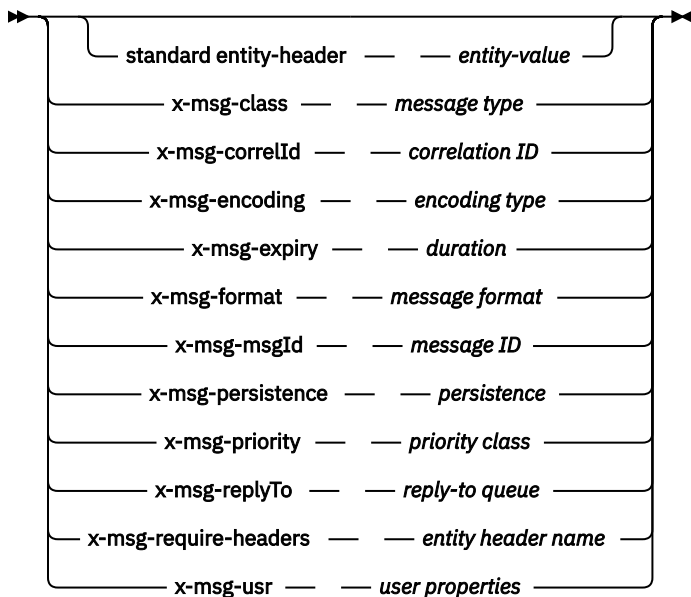 standard entity-header — entity-value
x-msg-class — message type
x-msg-correlId — correlation ID
x-msg-encoding — encoding type
x-msg-expiry — duration
x-msg-format — message format
x-msg-msgId — message ID
x-msg-persistence — persistence
x-msg-priority — priority class
x-msg-replyTo — reply-to queue
x-msg-require-headers — entity header name
x-msg-usr — user properties